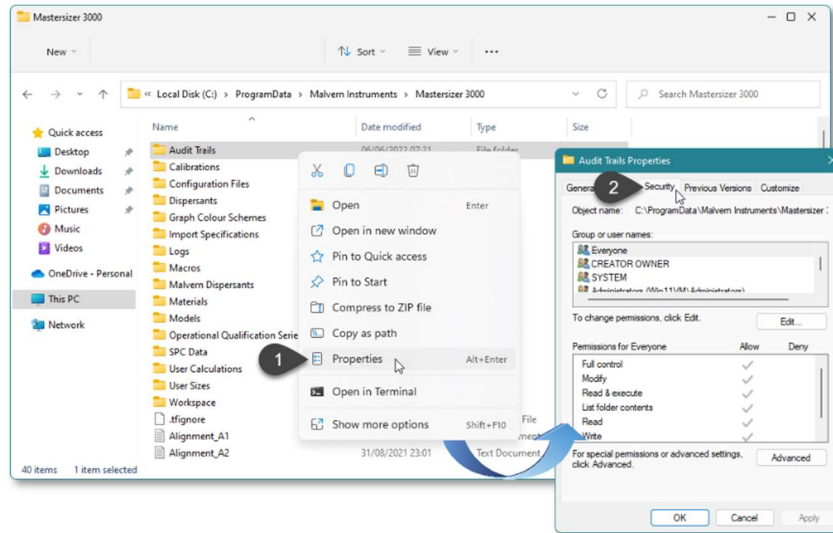 Mastersizer 3000
New
Sort
View
« Local Disk (C:) > ProgramData > Malvern Instruments > Mastersizer 3000
Search Mastersizer 3000
Quick access
Desktop
Downloads
Documents
Pictures
Music
Videos
OneDrive - Personal
This PC
Network
Name Date modified Type Size
Audit Trails 06/06/2022 07:21 File folder
Calibrations
Configuration Files
Dispersants
Graph Colour Schemes
Import Specifications
Logs
Macros
Malvern Dispersants
Materials
Models
Operational Qualification Serie
SPC Data
User Calculations
User Sizes
Workspace
.tfignore File
Alignment_A1
Alignment_A2 31/08/2021 23:01 Text Document
40 items 1 item selected
Open Enter
Open in new window
Pin to Quick access
Pin to Start
Compress to ZIP file
Copy as path
1
Properties Alt+Enter
Open in Terminal
Show more options Shift+F10
Audit Trails Properties
2
Security Previous Versions Customize
Object name: C:\ProgramData\Malvern Instruments\Mastersizer
Group or user names:
Everyone
CREATOR OWNER
SYSTEM
Administrators (Win11VM\Administrators)
To change permissions, click Edit.
Edit...
Permissions for Everyone Allow Deny
Full control
Modify
Read & execute
List folder contents
Read
Write
For special permissions or advanced settings,
click Advanced.
Advanced
OK Cancel Apply